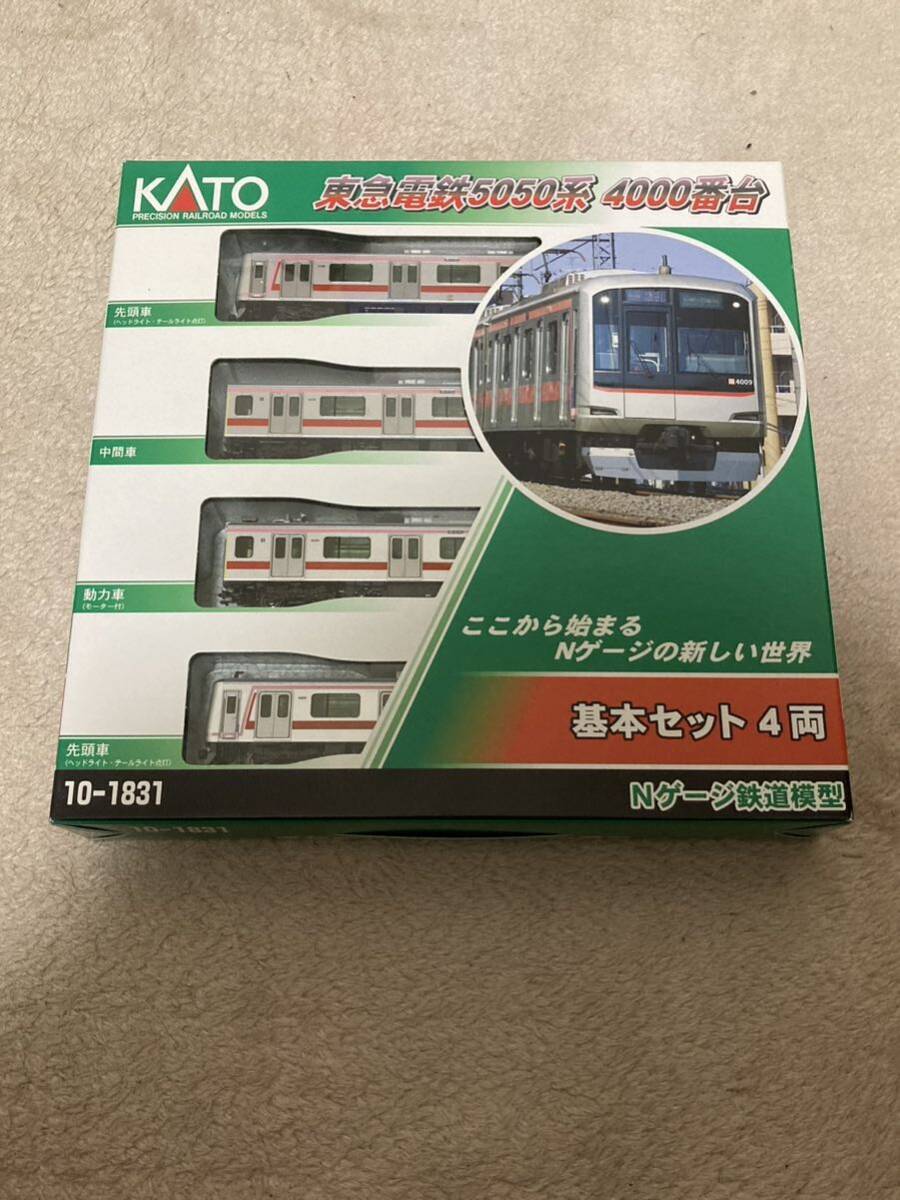 KATO
PRECISION RAILROAD MODELS
東急電鉄5050系 4000番台
先頭車
(ヘッドライト・テールライト点灯)
4009
中間車
動力車
(モーター付)
ここから始まる
Nゲージの新しい世界
基本セット 4両
先頭車
(ヘッドライト・テールライト点灯)
10-1831
Nゲージ鉄道模型
10-1831